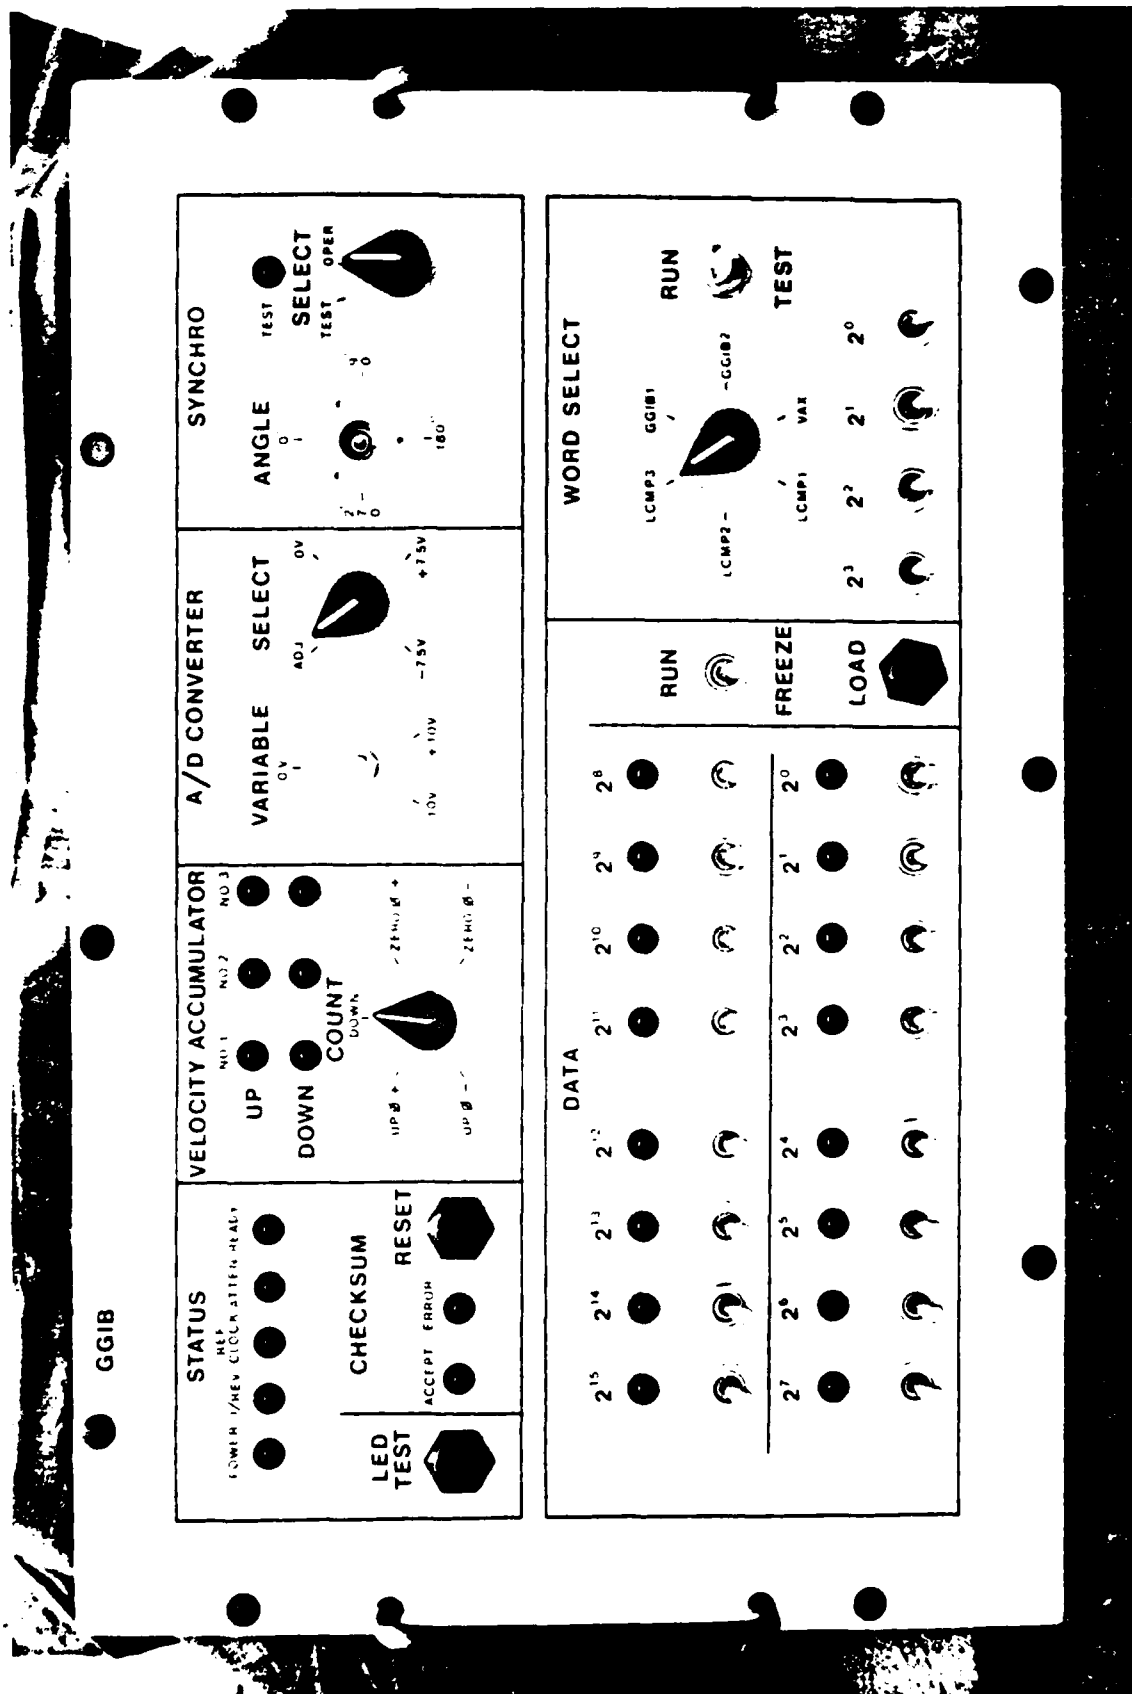 GGIB
STATUS
REF
POWER 1/REV CLOCK ATTEN READY
LED
TEST
CHECKSUM
ACCEPT ERROR
RESET
VELOCITY ACCUMULATOR
NO 1 NO 2 NO 3
UP
DOWN
COUNT
DOWN
UP Ø + ZERO Ø +
UP Ø - ZERO Ø -
A/D CONVERTER
VARIABLE SELECT
0V
ADJ 0V
-7.5V +7.5V
10V +10V
SYNCHRO
TEST
ANGLE SELECT
0 TEST OPER
270 90
180
DATA
2¹⁵ 2¹⁴ 2¹³ 2¹² 2¹¹ 2¹⁰ 2⁹ 2⁸
2⁷ 2⁶ 2⁵ 2⁴ 2³ 2² 2¹ 2⁰
RUN
FREEZE
LOAD
WORD SELECT
LCMP3 GGIB1
LCMP2 - - GGIB2
LCMP1 VAX
RUN
TEST
2³ 2² 2¹ 2⁰